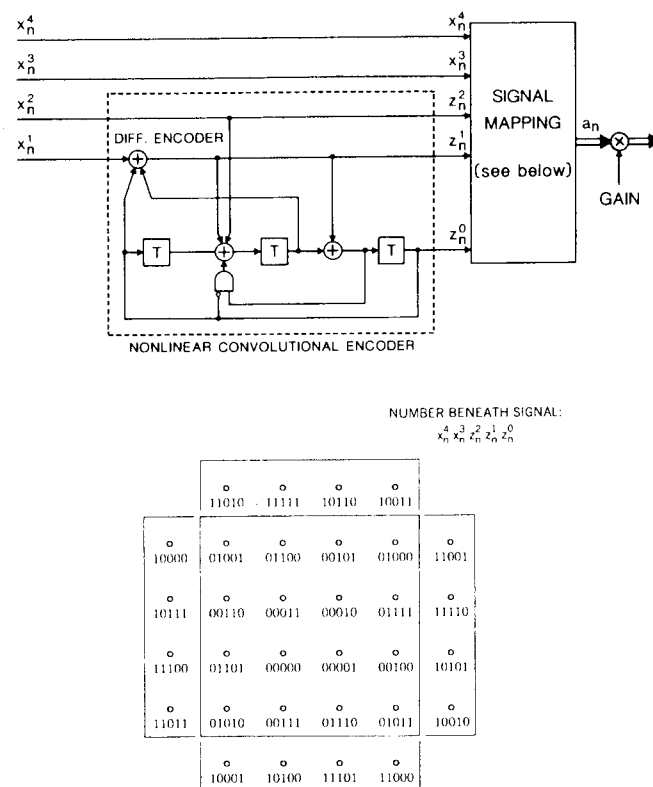 x_n^4 x_n^4
x_n^3 x_n^3
x_n^2 z_n^2
x_n^1 z_n^1
z_n^0
DIFF. ENCODER
T T T
NONLINEAR CONVOLUTIONAL ENCODER
SIGNAL
MAPPING
(see below)
a_n
GAIN
NUMBER BENEATH SIGNAL:
x_n^4 x_n^3 z_n^2 z_n^1 z_n^0
11010 11111 10110 10011
10000 01001 01100 00101 01000 11001
10111 00110 00011 00010 01111 11110
11100 01101 00000 00001 00100 10101
11011 01010 00111 01110 01011 10010
10001 10100 11101 11000